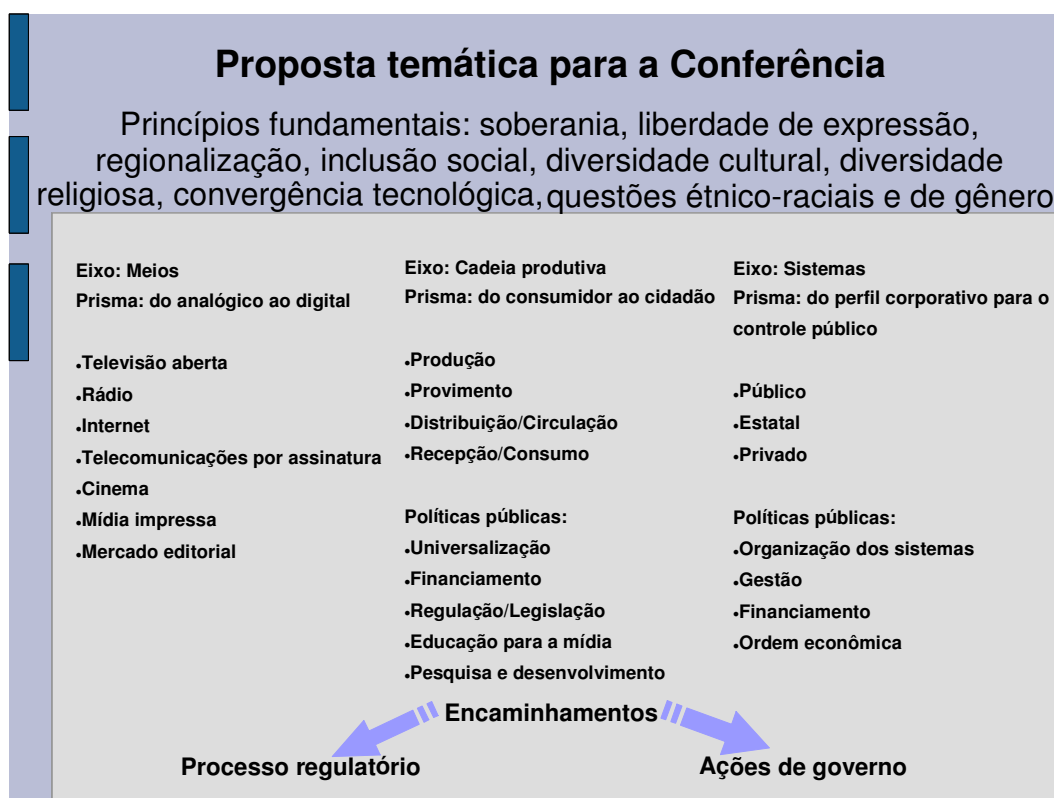 Proposta temática para a Conferência
Princípios fundamentais: soberania, liberdade de expressão,
regionalização, inclusão social, diversidade cultural, diversidade
religiosa, convergência tecnológica, questões étnico-raciais e de gênero
Eixo: Meios
Prisma: do analógico ao digital
•Televisão aberta
•Rádio
•Internet
•Telecomunicações por assinatura
•Cinema
•Mídia impressa
•Mercado editorial
Eixo: Cadeia produtiva
Prisma: do consumidor ao cidadão
•Produção
•Provimento
•Distribuição/Circulação
•Recepção/Consumo
Políticas públicas:
•Universalização
•Financiamento
•Regulação/Legislação
•Educação para a mídia
•Pesquisa e desenvolvimento
Eixo: Sistemas
Prisma: do perfil corporativo para o
controle público
•Público
•Estatal
•Privado
Políticas públicas:
•Organização dos sistemas
•Gestão
•Financiamento
•Ordem econômica
Encaminhamentos
Processo regulatório
Ações de governo